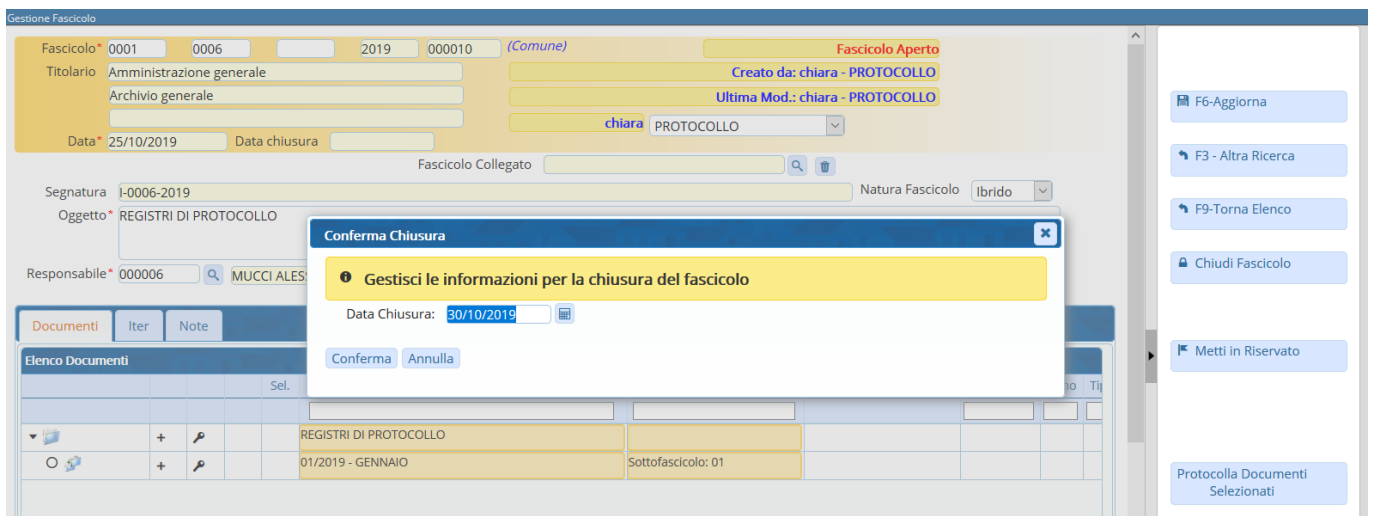 Gestione Fascicolo
Fascicolo* 0001 0006 2019 000010 (Comune) Fascicolo Aperto
Titolario Amministrazione generale Creato da: chiara - PROTOCOLLO
Archivio generale Ultima Mod.: chiara - PROTOCOLLO
chiara PROTOCOLLO
Data* 25/10/2019 Data chiusura
Fascicolo Collegato
Segnatura I-0006-2019 Natura Fascicolo Ibrido
Oggetto* REGISTRI DI PROTOCOLLO
Responsabile* 000006 MUCCI
Conferma Chiusura
Gestisci le informazioni per la chiusura del fascicolo
Data Chiusura: 30/10/2019
Conferma Annulla
Documenti Iter Note
Elenco Documenti
Sel.
REGISTRI DI PROTOCOLLO
01/2019 - GENNAIO Sottofascicolo: 01
F6-Aggiorna
F3 - Altra Ricerca
F9-Torna Elenco
Chiudi Fascicolo
Metti in Riservato
Protocolla Documenti
Selezionati